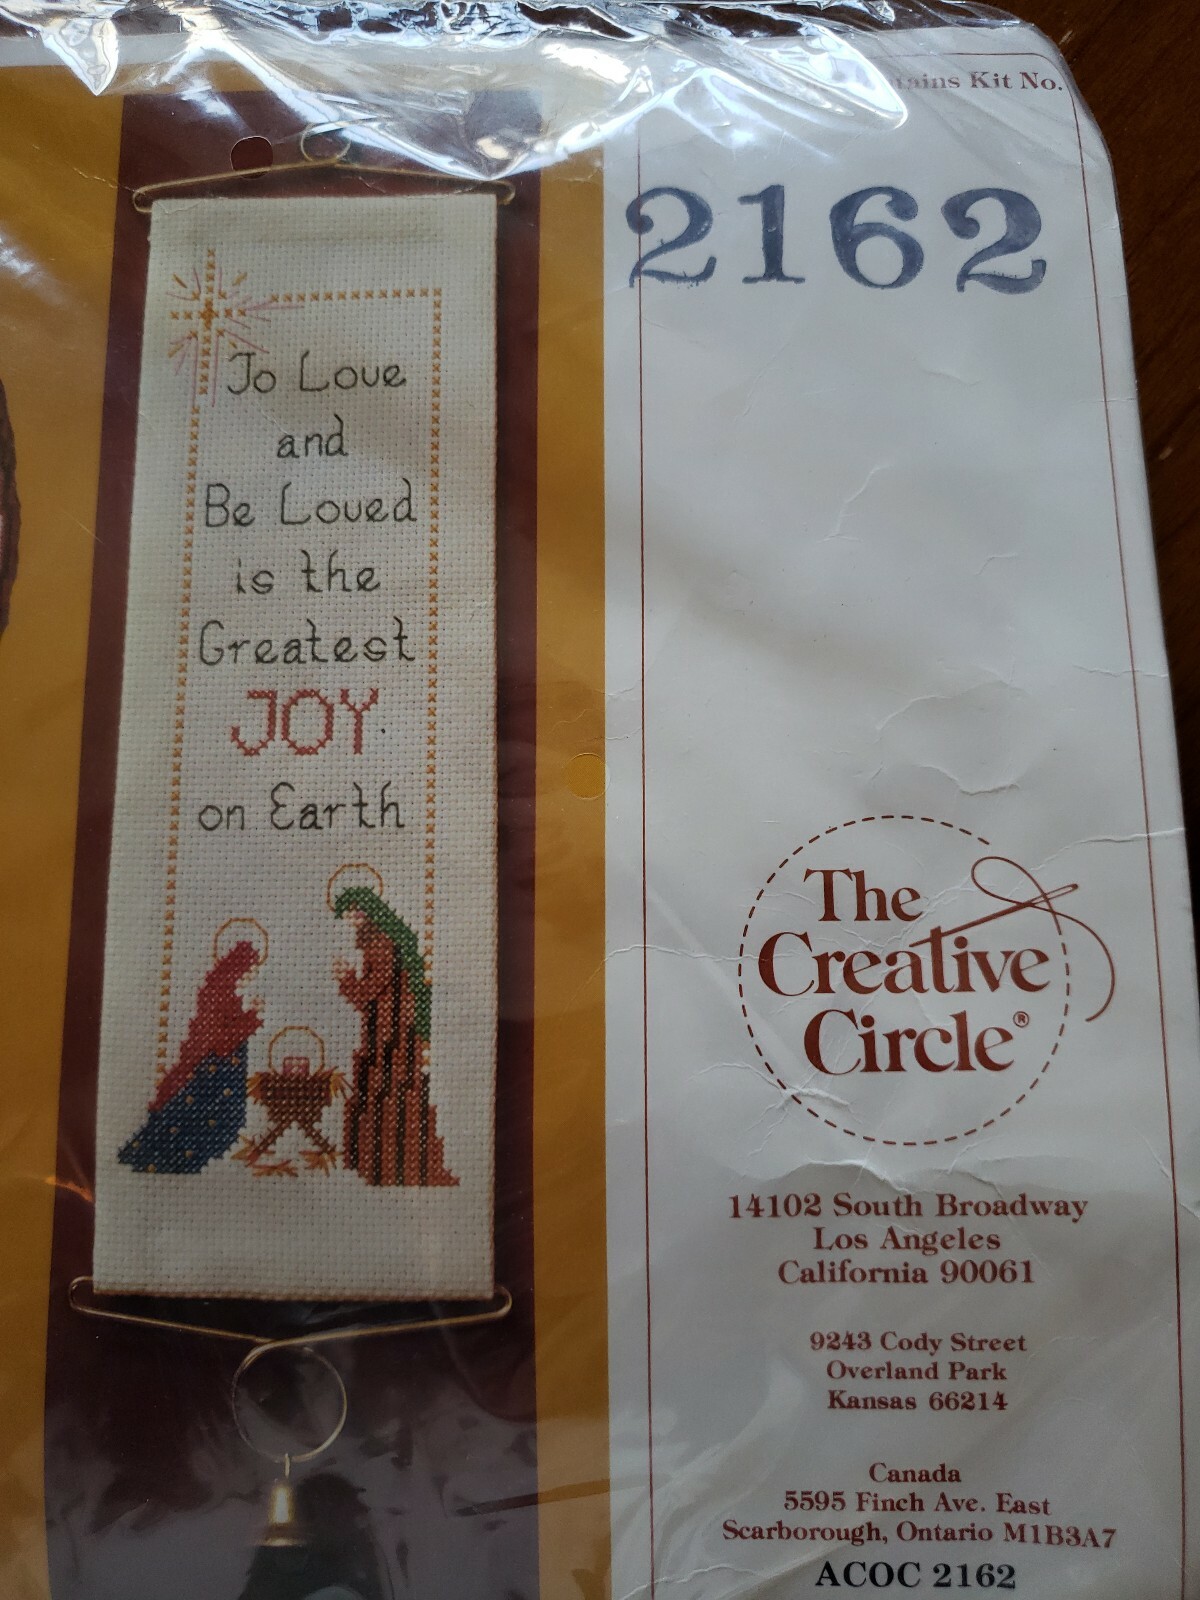 To Love
and
Be Loved
is the
Greatest
JOY
on Earth
Kit No.
2162
The
Creative
Circle®
14102 South Broadway
Los Angeles
California 90061
9243 Cody Street
Overland Park
Kansas 66214
Canada
5595 Finch Ave. East
Scarborough, Ontario M1B3A7
ACOC 2162